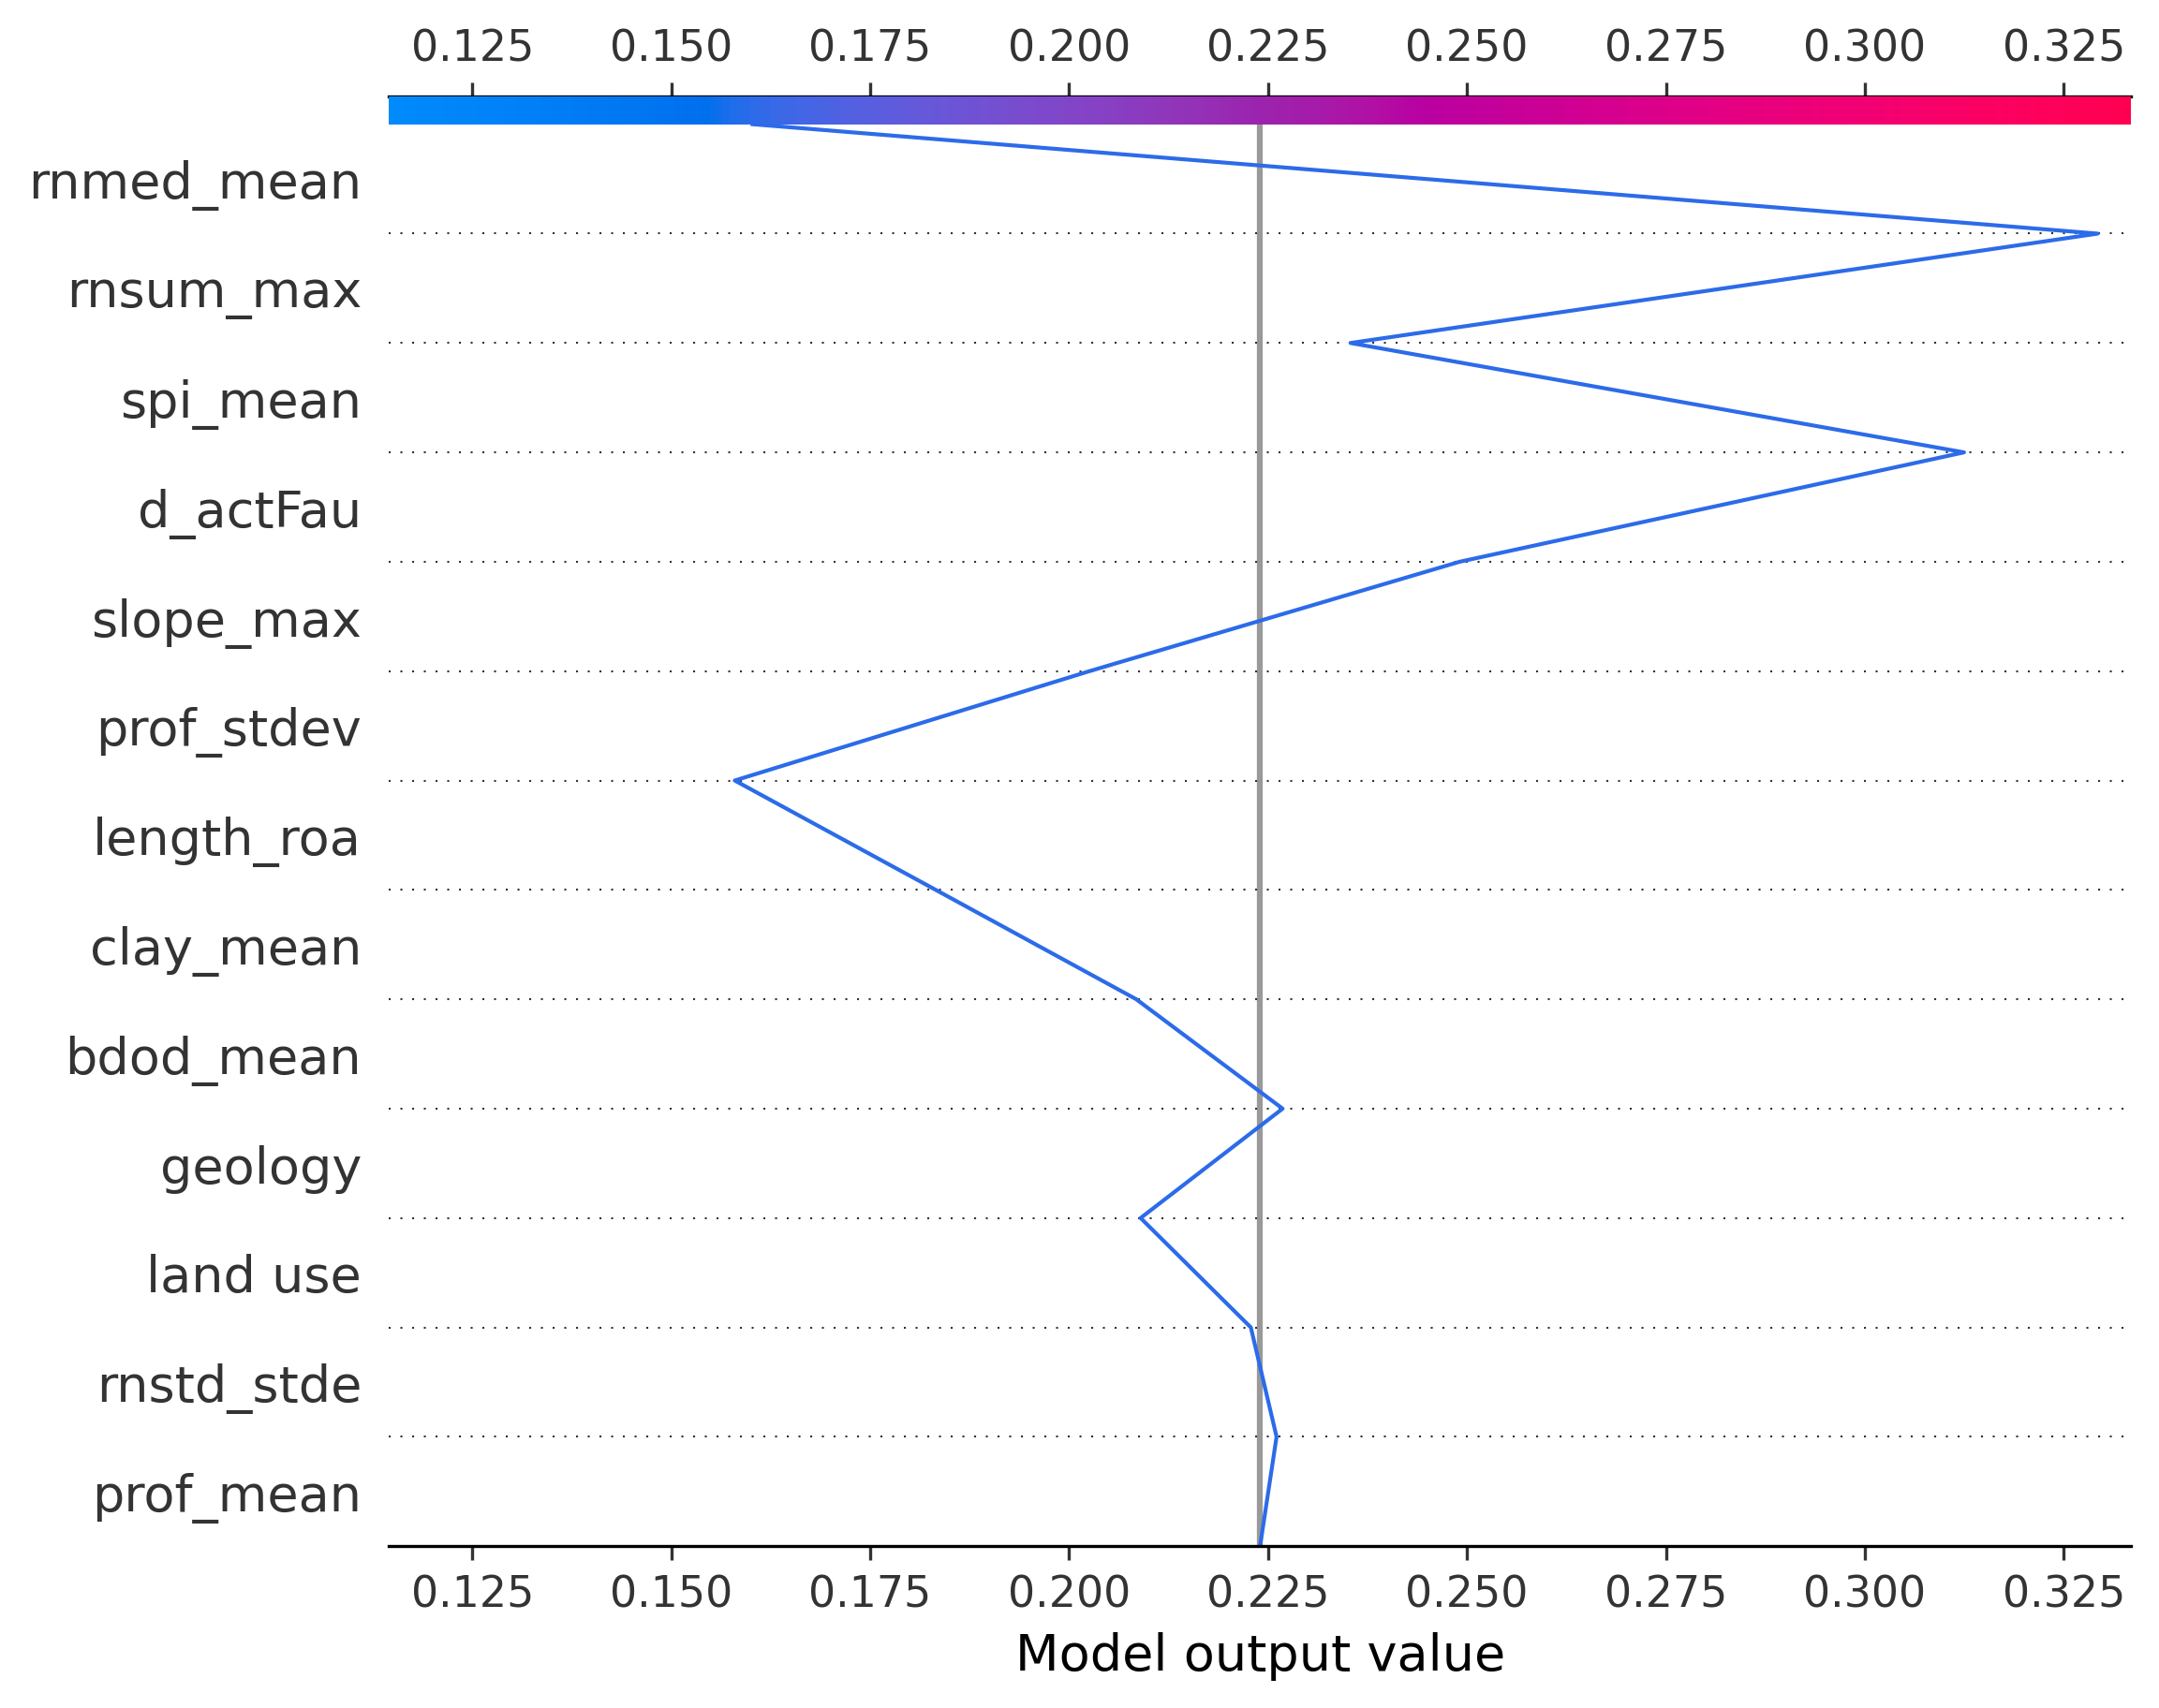 0.125 0.150 0.175 0.200 0.225 0.250 0.275 0.300 0.325
rnmed_mean
rnsum_max
spi_mean
d_actFau
slope_max
prof_stdev
length_roa
clay_mean
bdod_mean
geology
land use
rnstd_stde
prof_mean
0.125 0.150 0.175 0.200 0.225 0.250 0.275 0.300 0.325
Model output value